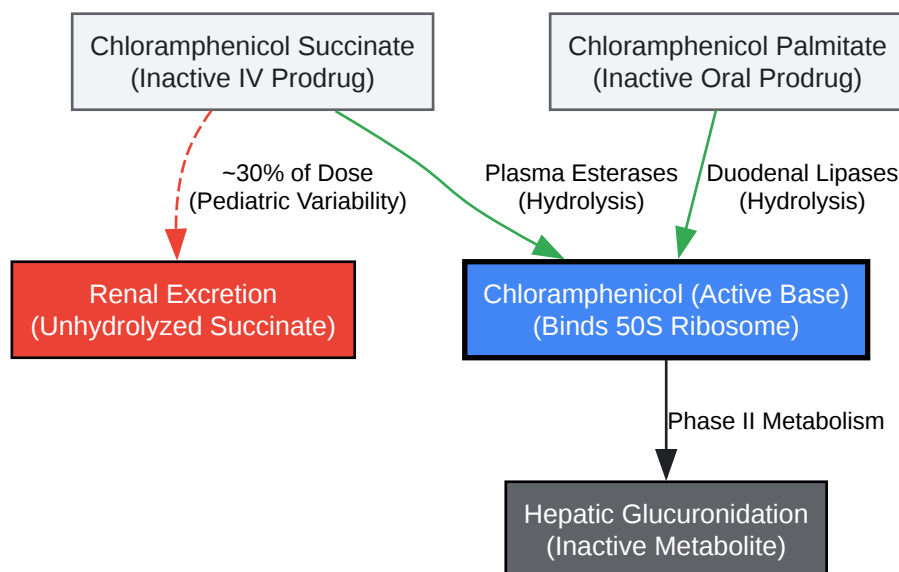 Chloramphenicol Succinate
(Inactive IV Prodrug)
Chloramphenicol Palmitate
(Inactive Oral Prodrug)
~30% of Dose
(Pediatric Variability)
Plasma Esterases
(Hydrolysis)
Duodenal Lipases
(Hydrolysis)
Renal Excretion
(Unhydrolyzed Succinate)
Chloramphenicol (Active Base)
(Binds 50S Ribosome)
Phase II Metabolism
Hepatic Glucuronidation
(Inactive Metabolite)